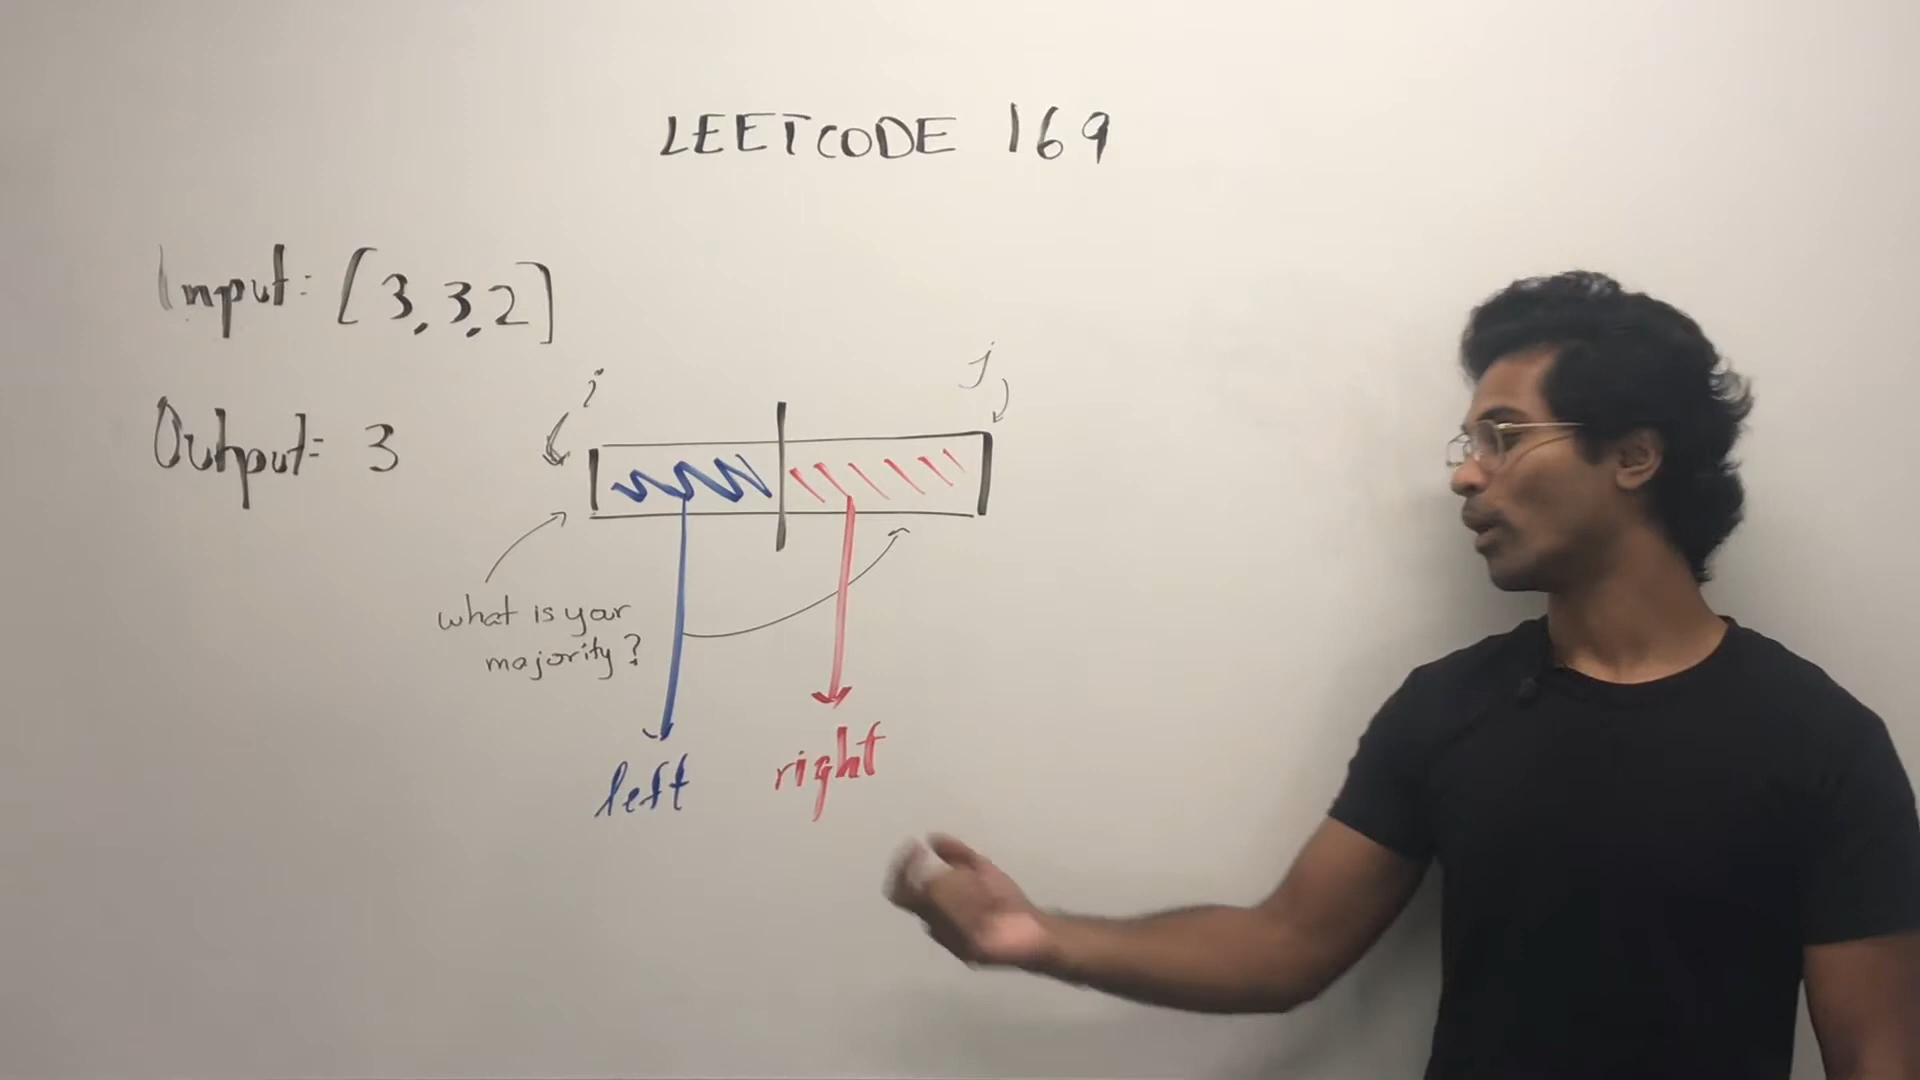 LEETCODE 169
Input: [3,3,2]
Output: 3
i
j
what is your
majority?
left
right